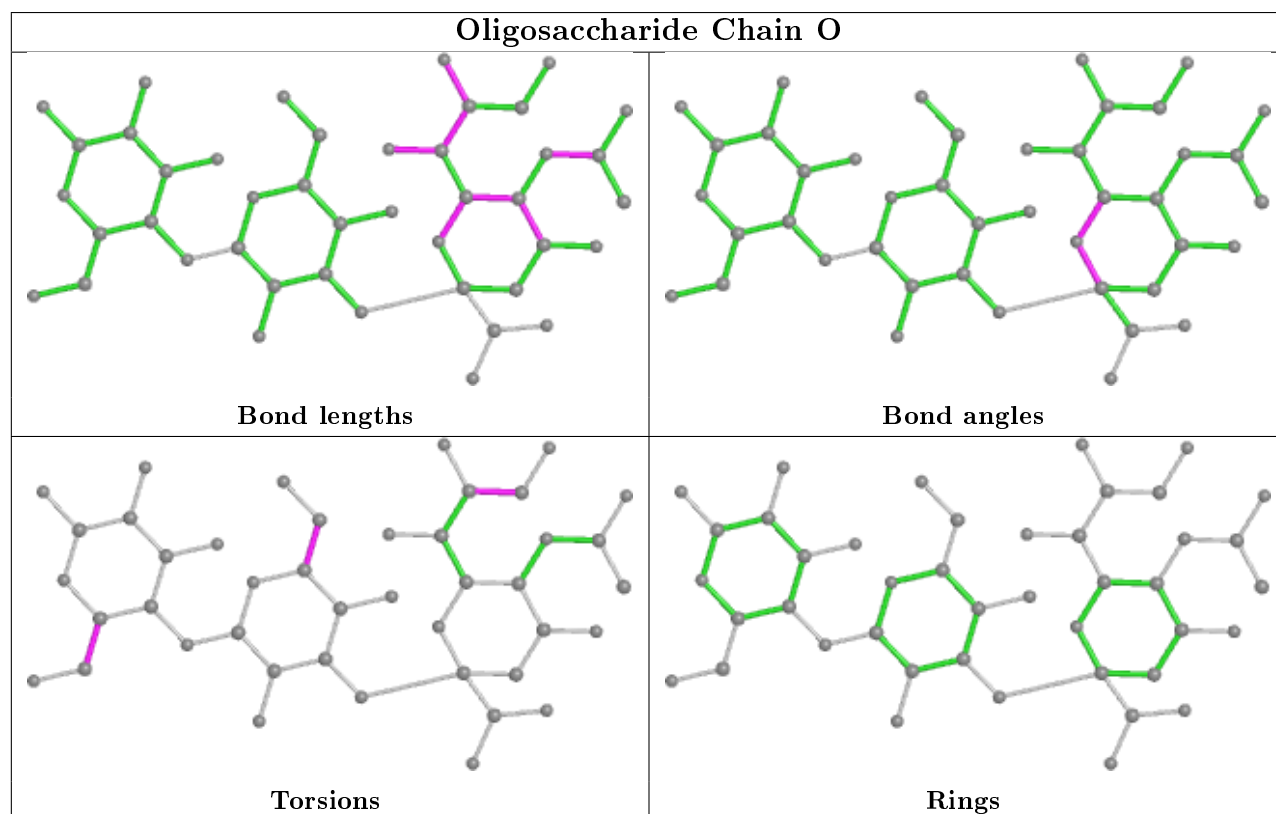 Oligosaccharide Chain O
Bond lengths
Bond angles
Torsions
Rings